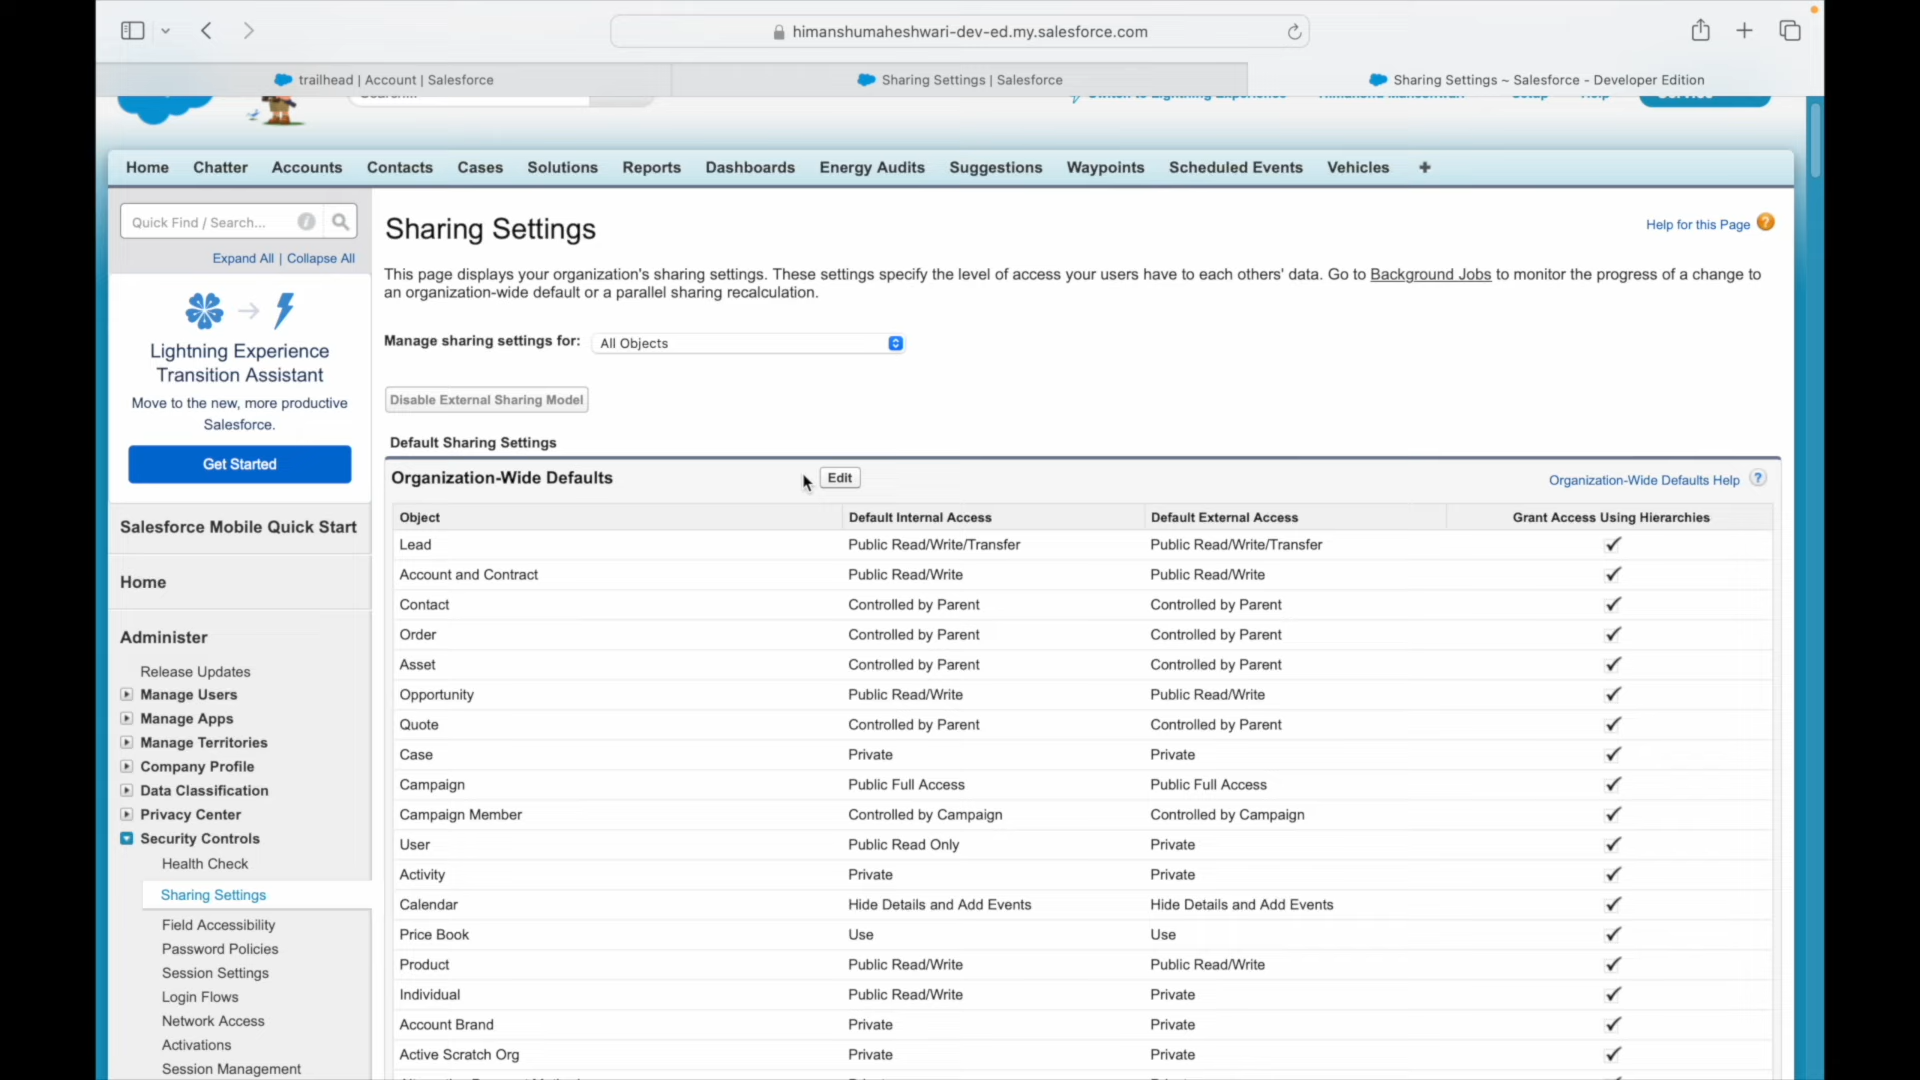 himanshumaheshwari-dev-ed.my.salesforce.com
trailhead | Account | Salesforce
Sharing Settings | Salesforce
Sharing Settings ~ Salesforce - Developer Edition
Home Chatter Accounts Contacts Cases Solutions Reports Dashboards Energy Audits Suggestions Waypoints Scheduled Events Vehicles +
Quick Find / Search...
Expand All | Collapse All
Lightning Experience
Transition Assistant
Move to the new, more productive
Salesforce.
Get Started
Salesforce Mobile Quick Start
Home
Administer
Release Updates
Manage Users
Manage Apps
Manage Territories
Company Profile
Data Classification
Privacy Center
Security Controls
Health Check
Sharing Settings
Field Accessibility
Password Policies
Session Settings
Login Flows
Network Access
Activations
Session Management
Sharing Settings
Help for this Page ?
This page displays your organization's sharing settings. These settings specify the level of access your users have to each others' data. Go to Background Jobs to monitor the progress of a change to
an organization-wide default or a parallel sharing recalculation.
Manage sharing settings for: All Objects
Disable External Sharing Model
Default Sharing Settings
Organization-Wide Defaults Edit Organization-Wide Defaults Help ?
Object Default Internal Access Default External Access Grant Access Using Hierarchies
Lead Public Read/Write/Transfer Public Read/Write/Transfer ✓
Account and Contract Public Read/Write Public Read/Write ✓
Contact Controlled by Parent Controlled by Parent ✓
Order Controlled by Parent Controlled by Parent ✓
Asset Controlled by Parent Controlled by Parent ✓
Opportunity Public Read/Write Public Read/Write ✓
Quote Controlled by Parent Controlled by Parent ✓
Case Private Private ✓
Campaign Public Full Access Public Full Access ✓
Campaign Member Controlled by Campaign Controlled by Campaign ✓
User Public Read Only Private ✓
Activity Private Private ✓
Calendar Hide Details and Add Events Hide Details and Add Events ✓
Price Book Use Use ✓
Product Public Read/Write Public Read/Write ✓
Individual Public Read/Write Private ✓
Account Brand Private Private ✓
Active Scratch Org Private Private ✓